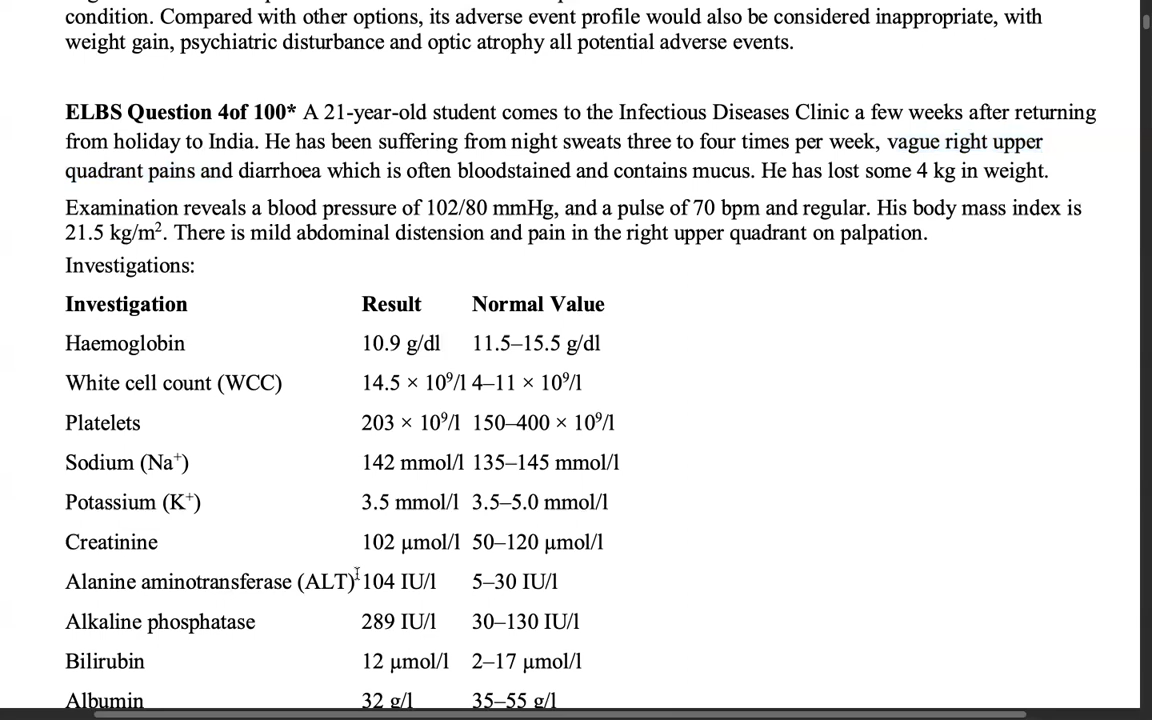 condition. Compared with other options, its adverse event profile would also be considered inappropriate, with
weight gain, psychiatric disturbance and optic atrophy all potential adverse events.
ELBS Question 4of 100* A 21-year-old student comes to the Infectious Diseases Clinic a few weeks after returning
from holiday to India. He has been suffering from night sweats three to four times per week, vague right upper
quadrant pains and diarrhoea which is often bloodstained and contains mucus. He has lost some 4 kg in weight.
Examination reveals a blood pressure of 102/80 mmHg, and a pulse of 70 bpm and regular. His body mass index is
21.5 kg/m². There is mild abdominal distension and pain in the right upper quadrant on palpation.
Investigations:
Investigation Result Normal Value
Haemoglobin 10.9 g/dl 11.5–15.5 g/dl
White cell count (WCC) 14.5 × 10⁹/l 4–11 × 10⁹/l
Platelets 203 × 10⁹/l 150–400 × 10⁹/l
Sodium (Na⁺) 142 mmol/l 135–145 mmol/l
Potassium (K⁺) 3.5 mmol/l 3.5–5.0 mmol/l
Creatinine 102 µmol/l 50–120 µmol/l
Alanine aminotransferase (ALT) 104 IU/l 5–30 IU/l
Alkaline phosphatase 289 IU/l 30–130 IU/l
Bilirubin 12 µmol/l 2–17 µmol/l
Albumin 32 g/l 35–55 g/l